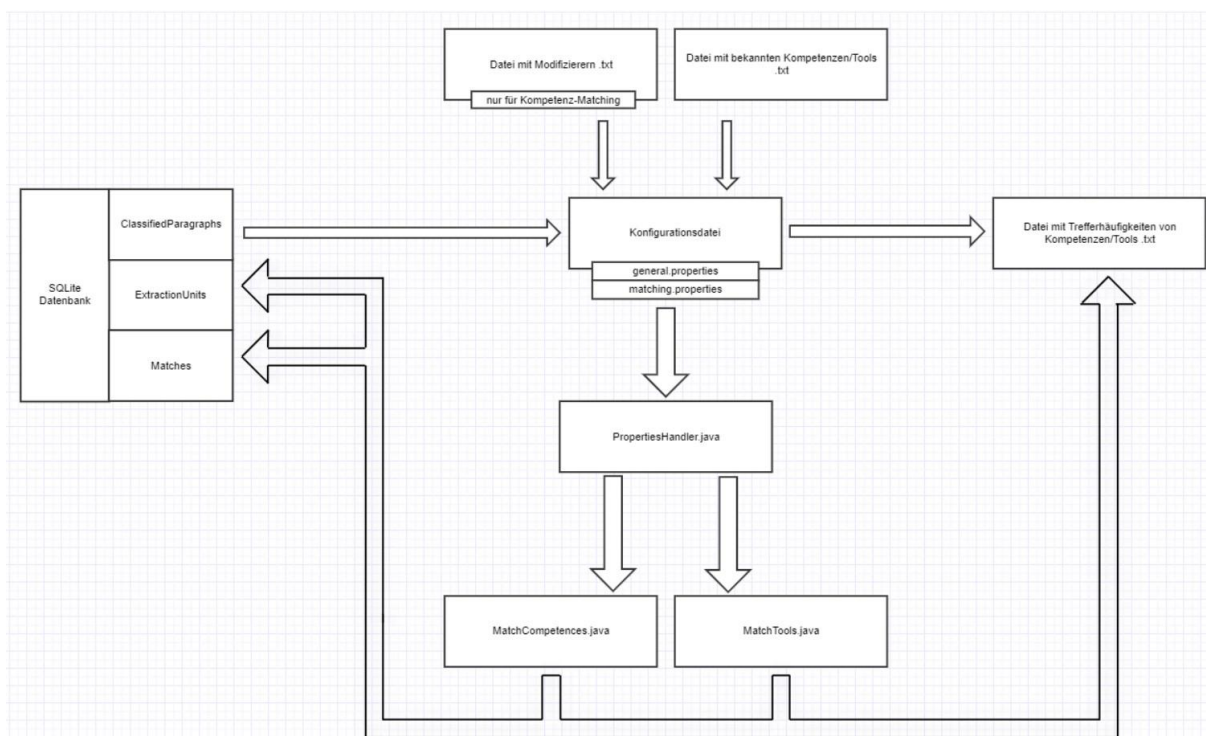 Datei mit Modifizierern .txt
nur für Kompetenz-Matching
Datei mit bekannten Kompetenzen/Tools
.txt
SQLite
Datenbank
ClassifiedParagraphs
ExtractionUnits
Matches
Konfigurationsdatei
general.properties
matching.properties
Datei mit Trefferhäufigkeiten von
Kompetenzen/Tools .txt
PropertiesHandler.java
MatchCompetences.java
MatchTools.java